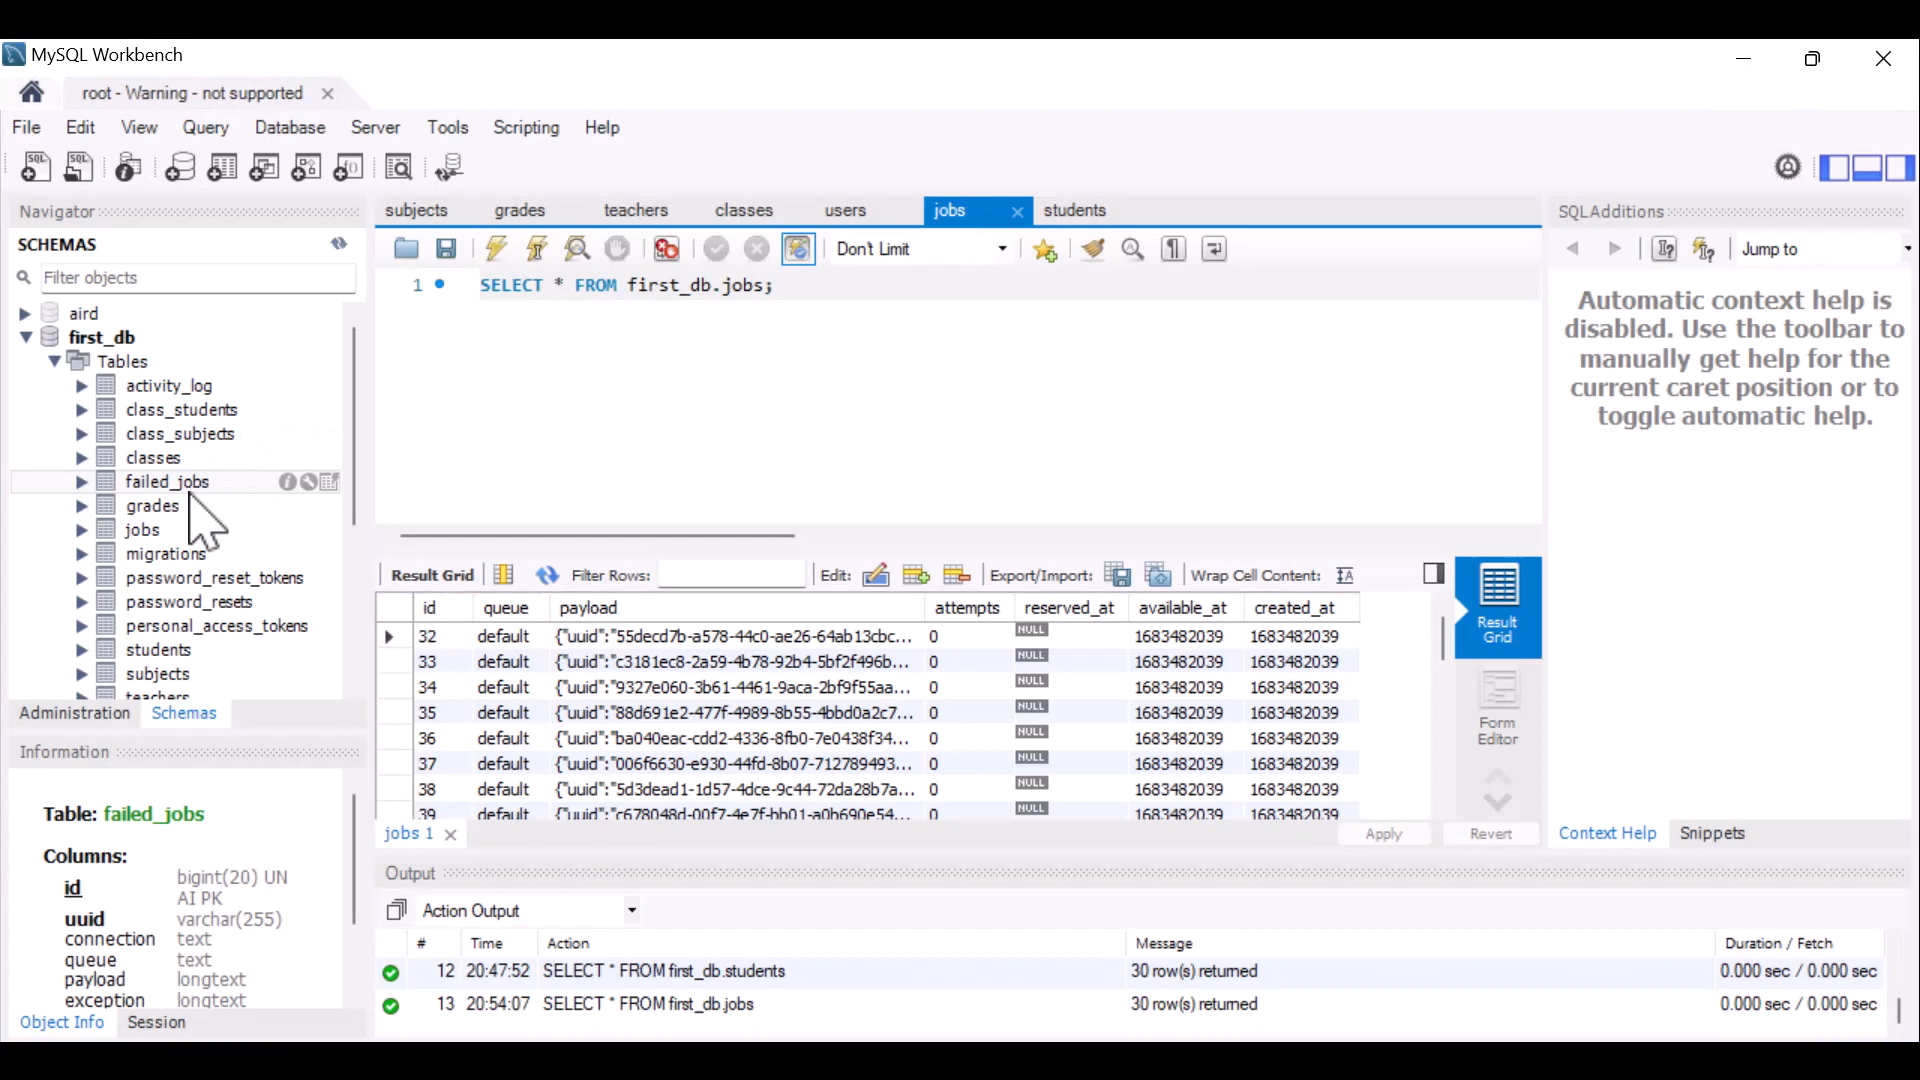 MySQL Workbench
root - Warning - not supported
File Edit View Query Database Server Tools Scripting Help
Navigator
SCHEMAS
Filter objects
aird
first_db
Tables
activity_log
class_students
class_subjects
classes
failed_jobs
grades
jobs
migrations
password_reset_tokens
password_resets
personal_access_tokens
students
subjects
teachers
Administration Schemas
Information
Table: failed_jobs
Columns:
id bigint(20) UN
AI PK
uuid varchar(255)
connection text
queue text
payload longtext
exception longtext
Object Info Session
subjects grades teachers classes users jobs students
Don't Limit
1 SELECT * FROM first_db.jobs;
Result Grid Filter Rows: Edit: Export/Import: Wrap Cell Content:
id queue payload attempts reserved_at available_at created_at
32 default {"uuid":"55decd7b-a578-44c0-ae26-64ab13cbc... 0 NULL 1683482039 1683482039
33 default {"uuid":"c3181ec8-2a59-4b78-92b4-5bf2f496b... 0 NULL 1683482039 1683482039
34 default {"uuid":"9327e060-3b61-4461-9aca-2bf9f55aa... 0 NULL 1683482039 1683482039
35 default {"uuid":"88d691e2-477f-4989-8b55-4bbd0a2c7... 0 NULL 1683482039 1683482039
36 default {"uuid":"ba040eac-cdd2-4336-8fb0-7e0438f34... 0 NULL 1683482039 1683482039
37 default {"uuid":"006f6630-e930-44fd-8b07-712789493... 0 NULL 1683482039 1683482039
38 default {"uuid":"5d3dead1-1d57-4dce-9c44-72da28b7a... 0 NULL 1683482039 1683482039
39 default {"uuid":"c678048d-00f7-4e7f-bb01-a0b690e54... 0 NULL 1683482039 1683482039
Result
Grid
Form
Editor
jobs 1 Apply Revert
SQLAdditions
Jump to
Automatic context help is
disabled. Use the toolbar to
manually get help for the
current caret position or to
toggle automatic help.
Context Help Snippets
Output
Action Output
# Time Action Message Duration / Fetch
12 20:47:52 SELECT * FROM first_db.students 30 row(s) returned 0.000 sec / 0.000 sec
13 20:54:07 SELECT * FROM first_db.jobs 30 row(s) returned 0.000 sec / 0.000 sec